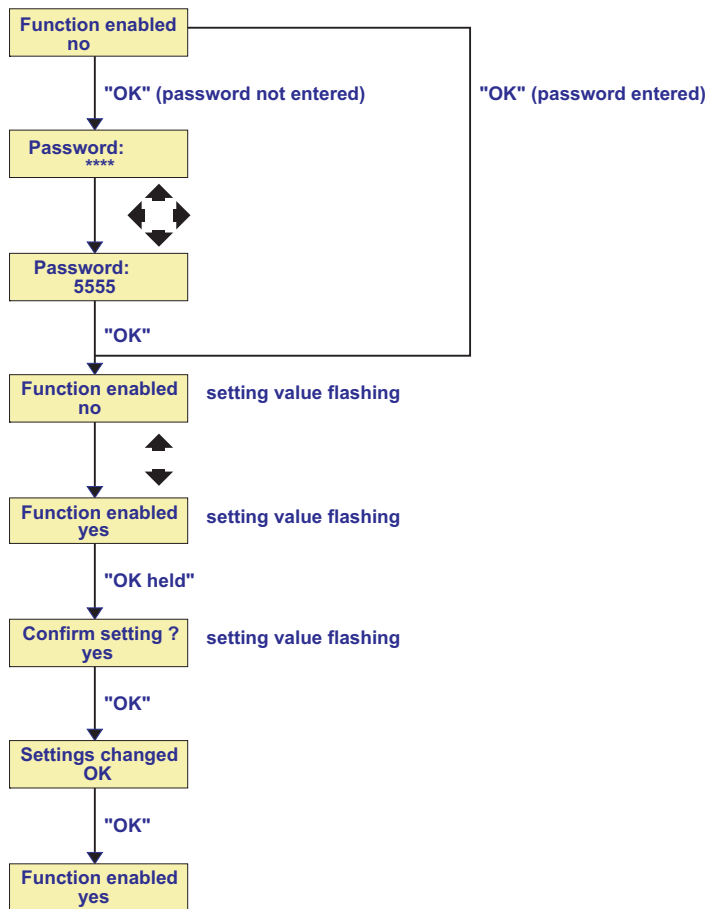 Function enabled
no
"OK" (password not entered)
"OK" (password entered)
Password:
****
Password:
5555
"OK"
Function enabled
no
setting value flashing
Function enabled
yes
setting value flashing
"OK held"
Confirm setting ?
yes
setting value flashing
"OK"
Settings changed
OK
"OK"
Function enabled
yes